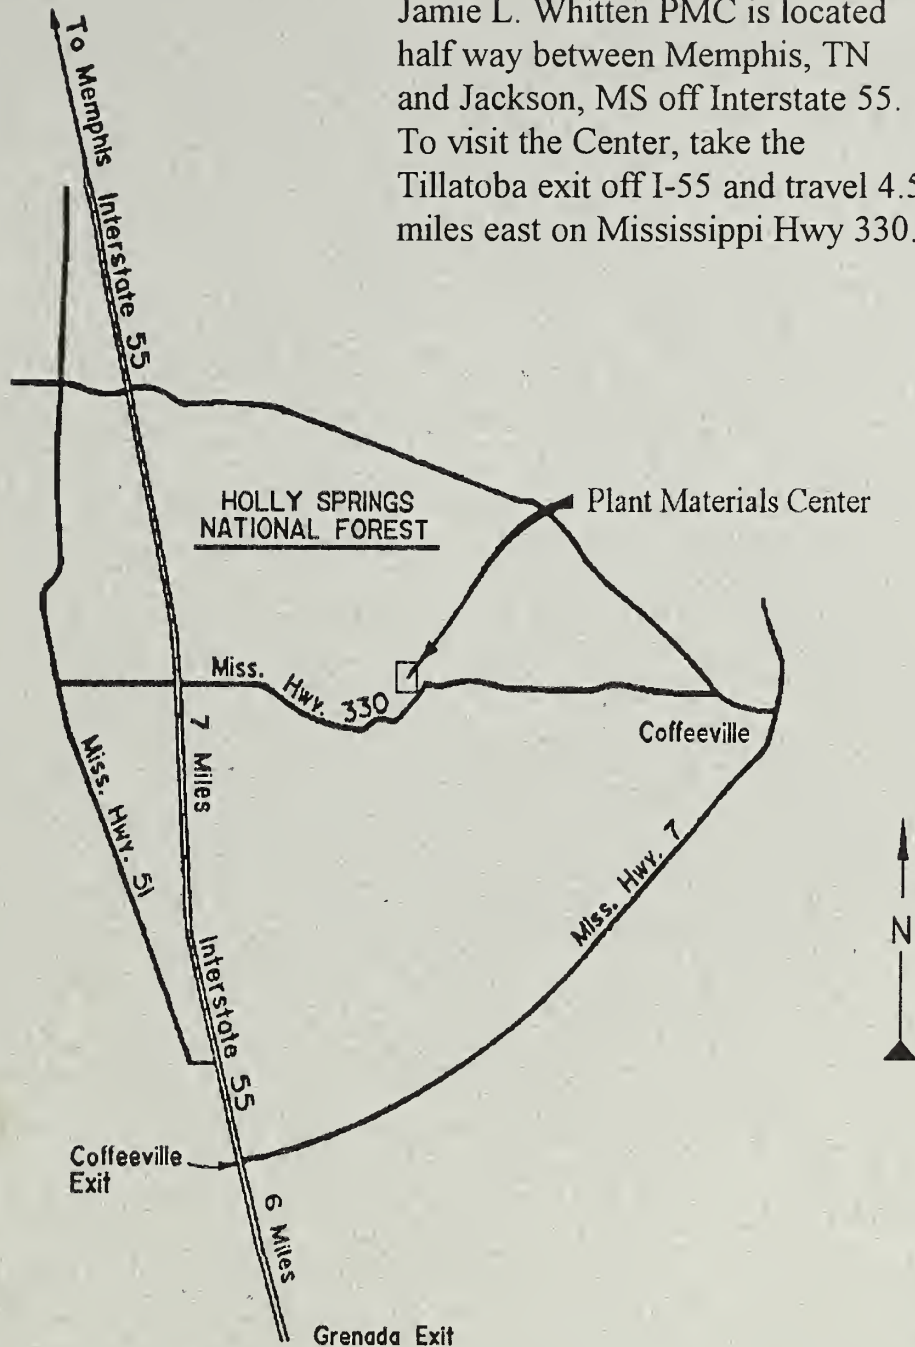 Jamie L. Whitten PMC is located
half way between Memphis, TN
and Jackson, MS off Interstate 55.
To visit the Center, take the
Tillatoba exit off I-55 and travel 4.5
miles east on Mississippi Hwy 330.
To Memphis
Interstate 55
HOLLY SPRINGS
NATIONAL FOREST
Plant Materials Center
Miss. Hwy. 330
7 Miles
Coffeeville
Miss. Hwy. 51
Miss. Hwy. 7
N
Interstate 55
Coffeeville
Exit
6 Miles
Grenada Exit